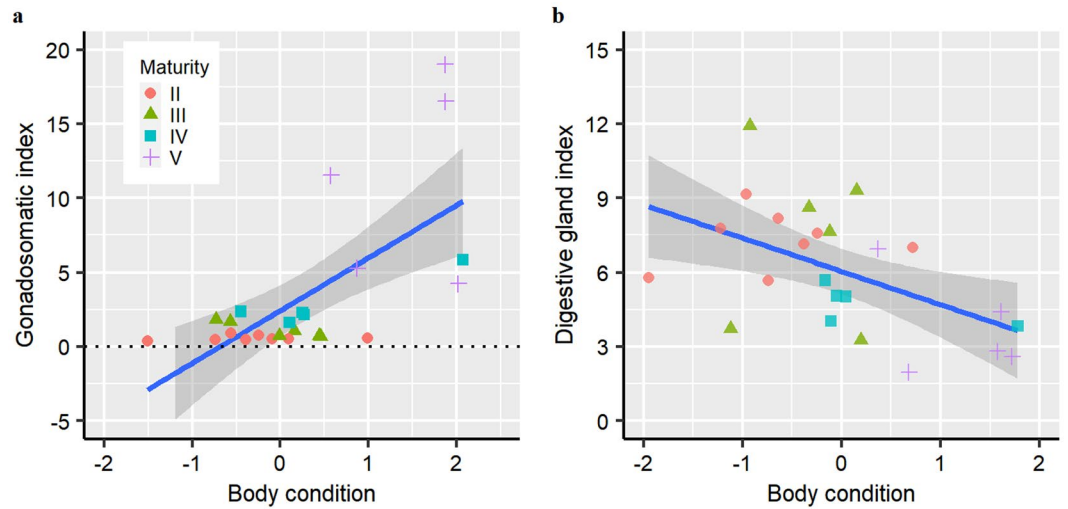 a
20
15
10
5
0
-5
Gonadosomatic index
Maturity
II
III
IV
V
-2 -1 0 1 2
Body condition
b
15
12
9
6
3
0
Digestive gland index
-2 -1 0 1 2
Body condition